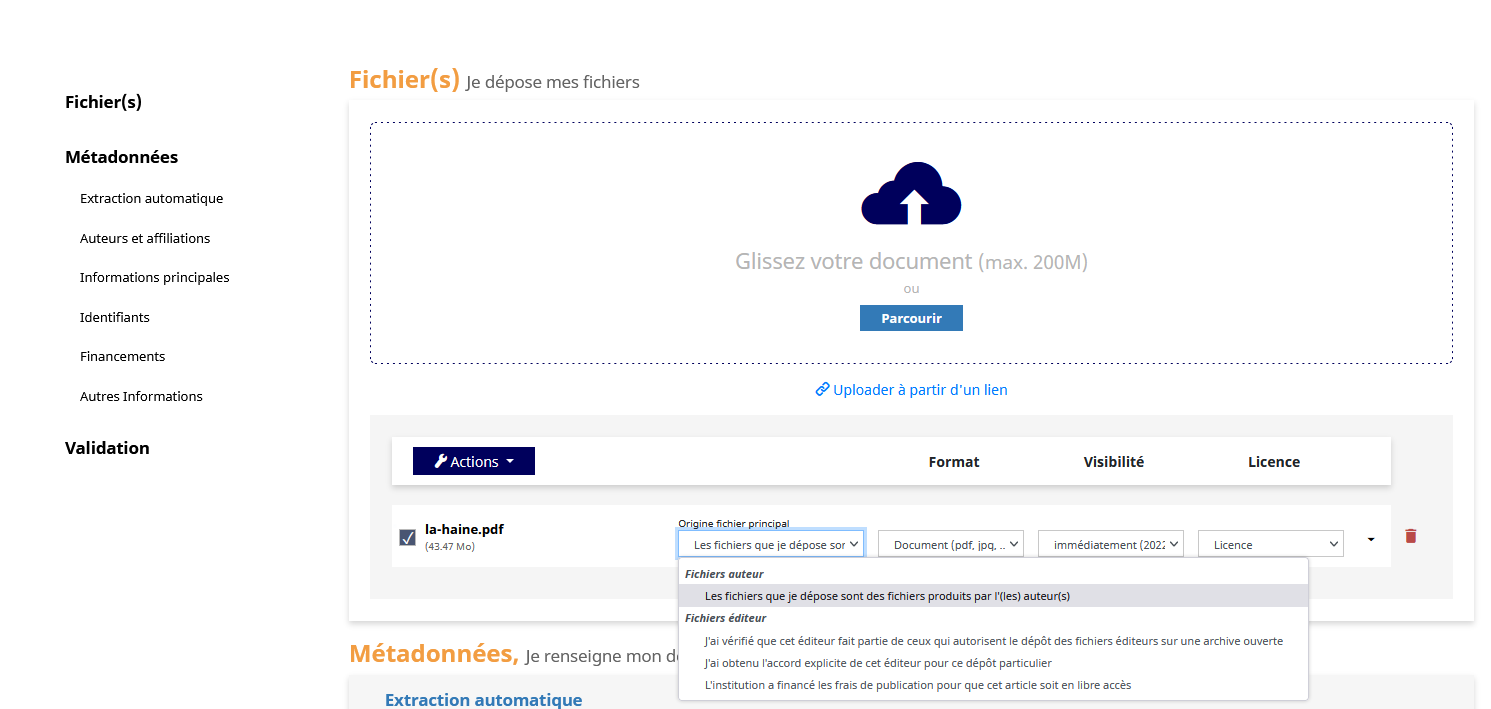 Fichier(s)
Métadonnées
Extraction automatique
Auteurs et affiliations
Informations principales
Identifiants
Financements
Autres Informations
Validation
Fichier(s) Je dépose mes fichiers
Glissez votre document (max. 200M)
ou
Parcourir
Uploader à partir d'un lien
Actions Format Visibilité Licence
la-haine.pdf
(43.47 Mo)
Origine fichier principal
Les fichiers que je dépose sor Document (pdf, jpg, .. immédiatement (2022 Licence
Fichiers auteur
Les fichiers que je dépose sont des fichiers produits par l'(les) auteur(s)
Fichiers éditeur
J'ai vérifié que cet éditeur fait partie de ceux qui autorisent le dépôt des fichiers éditeurs sur une archive ouverte
J'ai obtenu l'accord explicite de cet éditeur pour ce dépôt particulier
L'institution a financé les frais de publication pour que cet article soit en libre accès
Métadonnées, Je renseigne mon d
Extraction automatique